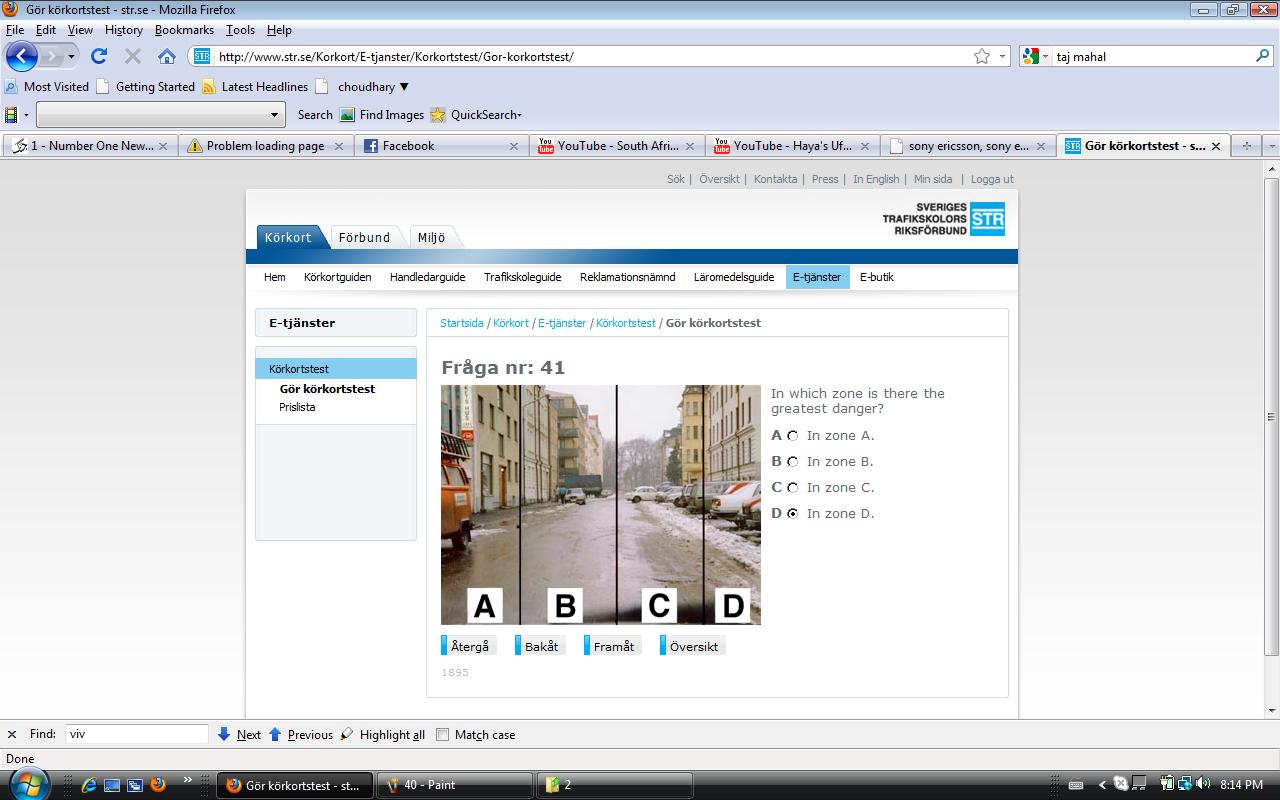 Gör körkortstest - str.se - Mozilla Firefox
File Edit View History Bookmarks Tools Help
STR http://www.str.se/Korkort/E-tjanster/Korkortstest/Gor-korkortstest/ taj mahal
Most Visited Getting Started Latest Headlines choudhary
Search Find Images QuickSearch
1 - Number One New... Problem loading page Facebook YouTube - South Afri... YouTube - Haya's Uf... sony ericsson, sony e... Gör körkortstest - s...
Sök | Översikt | Kontakta | Press | In English | Min sida | Logga ut
SVERIGES
TRAFIKSKOLORS STR
RIKSFÖRBUND
Körkort Förbund Miljö
Hem Körkortguiden Handledarguide Trafikskoleguide Reklamationsnämnd Läromedelsguide E-tjänster E-butik
E-tjänster
Körkortstest
Gör körkortstest
Prislista
Startsida / Körkort / E-tjänster / Körkortstest / Gör körkortstest
Fråga nr: 41
In which zone is there the
greatest danger?
A In zone A.
B In zone B.
C In zone C.
D In zone D.
A B C D
Återgå Bakåt Framåt Översikt
1895
Find: viv Next Previous Highlight all Match case
Done
Gör körkortstest - st... 40 - Paint 2 8:14 PM